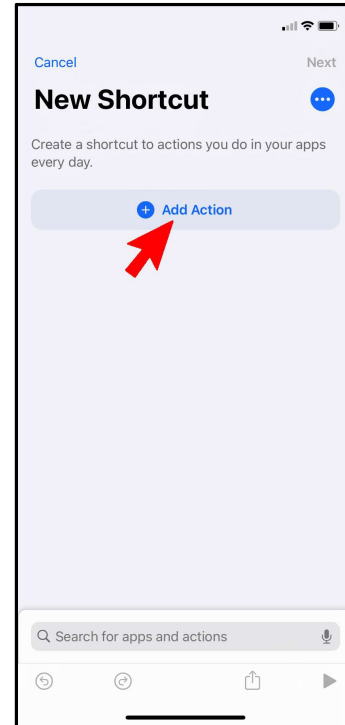 Cancel Next
New Shortcut
Create a shortcut to actions you do in your apps
every day.
Add Action
Search for apps and actions